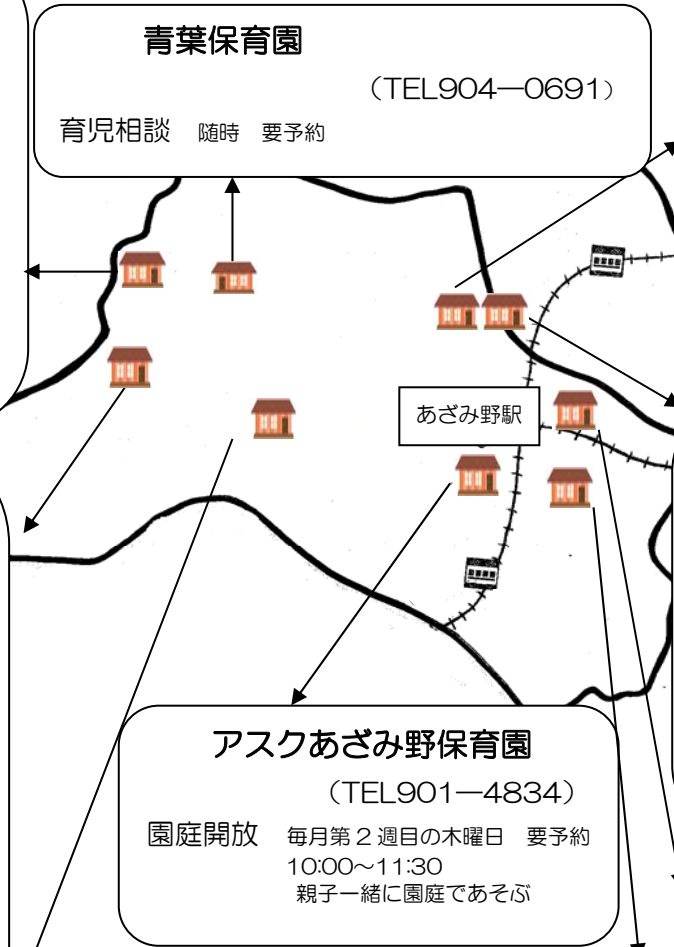 青葉保育園
（TEL904―0691）
育児相談　随時　要予約
あざみ野駅
アスクあざみ野保育園
（TEL901―4834）
園庭開放　毎月第２週目の木曜日　要予約
10:00～11:30
親子一緒に園庭であそぶ